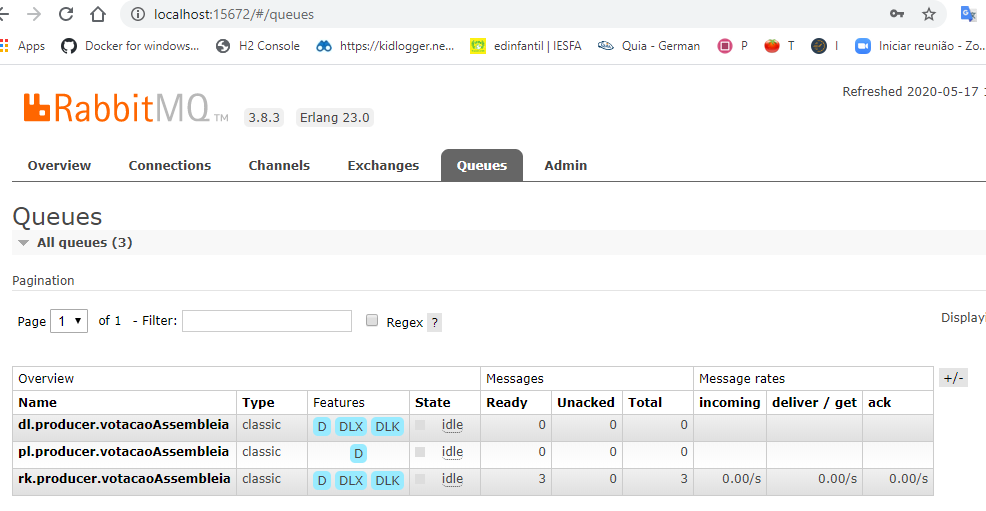 localhost:15672/#/queues
Apps Docker for windows... H2 Console https://kidlogger.ne... edinfantil | IESFA Quia - German P T I Iniciar reunião - Zo...
Refreshed 2020-05-17 1
RabbitMQ TM 3.8.3 Erlang 23.0
Overview Connections Channels Exchanges Queues Admin
Queues
All queues (3)
Pagination
Page 1 of 1 - Filter: Regex ? Displayi
Overview Messages Message rates +/-
Name Type Features State Ready Unacked Total incoming deliver / get ack
dl.producer.votacaoAssembleia classic D DLX DLK idle 0 0 0
pl.producer.votacaoAssembleia classic D idle 0 0 0
rk.producer.votacaoAssembleia classic D DLX DLK idle 3 0 3 0.00/s 0.00/s 0.00/s